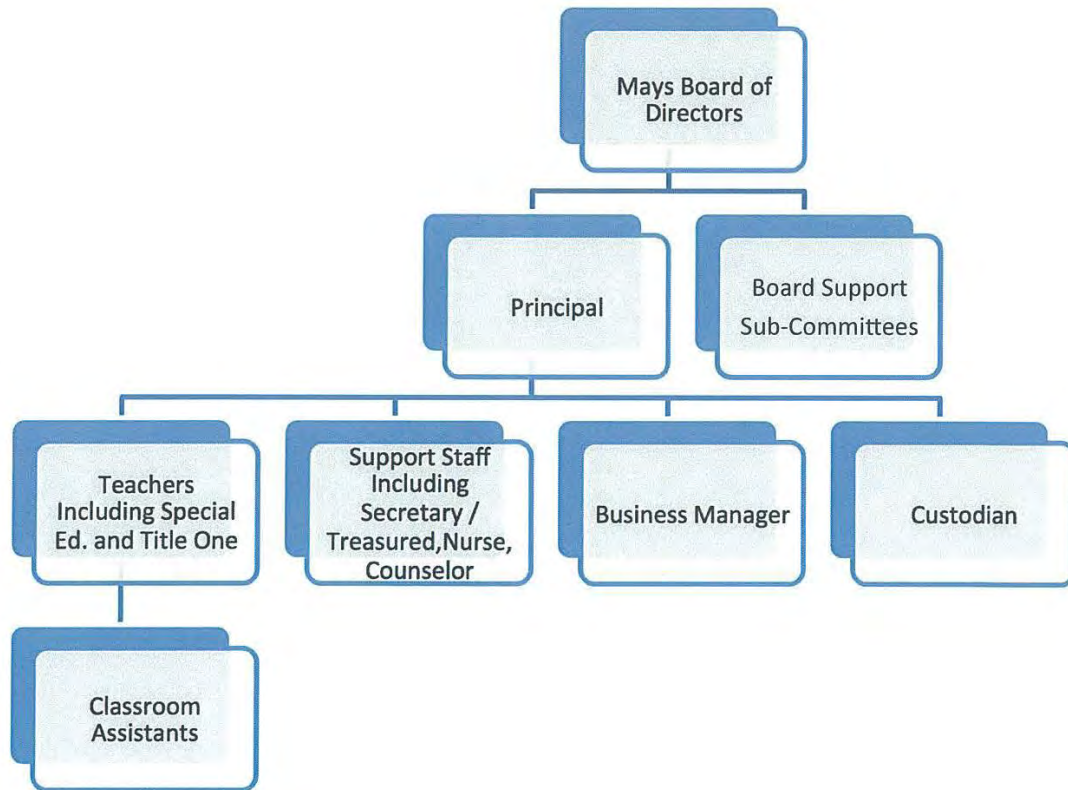 Mays Board of
Directors
Principal
Board Support
Sub-Committees
Teachers
Including Special
Ed. and Title One
Support Staff
Including
Secretary /
Treasured,Nurse,
Counselor
Business Manager
Custodian
Classroom
Assistants